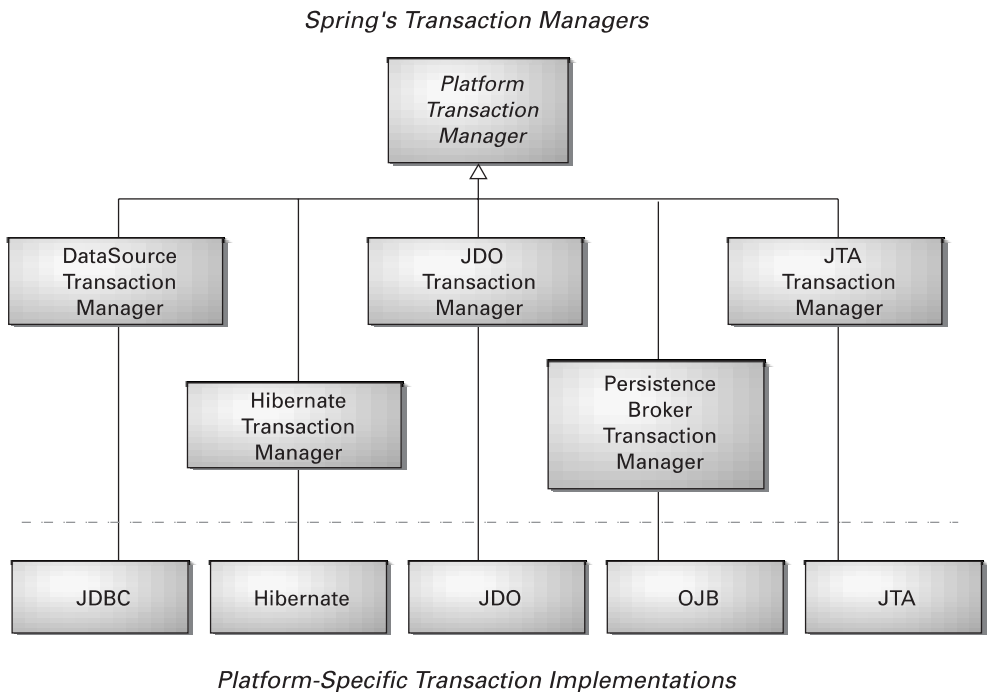 Spring's Transaction Managers
Platform
Transaction
Manager
DataSource
Transaction
Manager
JDO
Transaction
Manager
JTA
Transaction
Manager
Hibernate
Transaction
Manager
Persistence
Broker
Transaction
Manager
JDBC
Hibernate
JDO
OJB
JTA
Platform-Specific Transaction Implementations